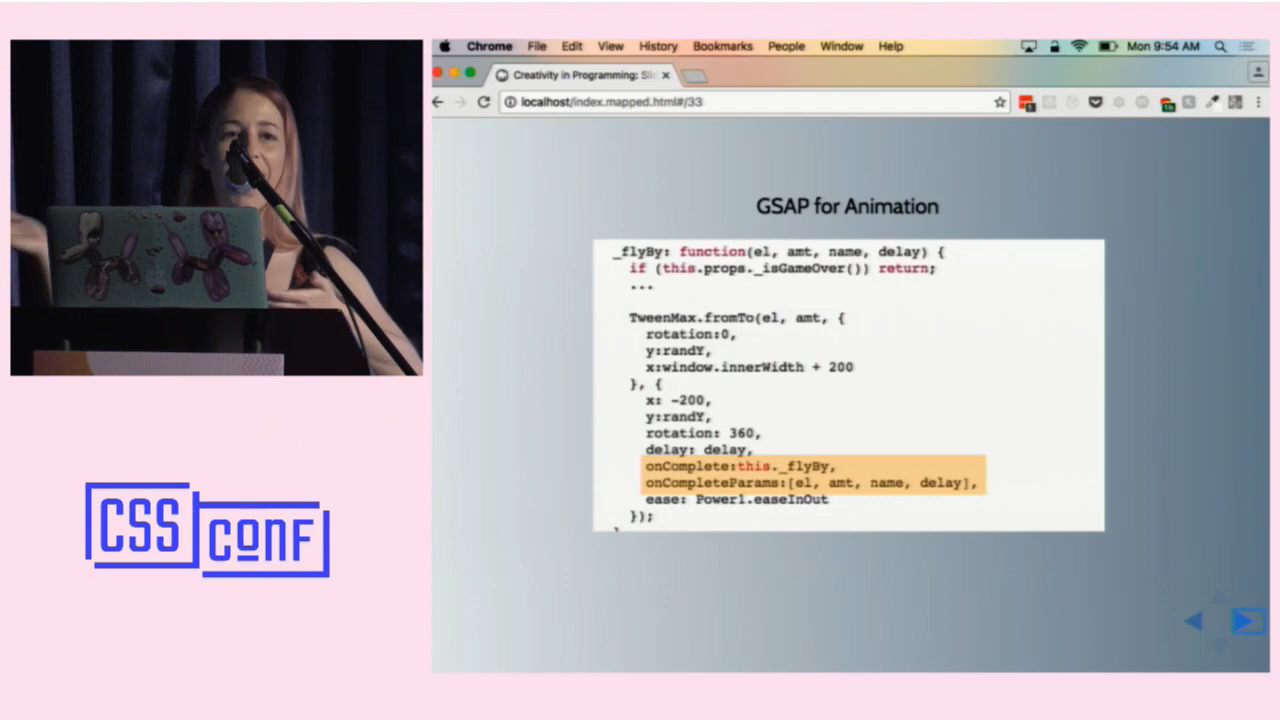 Chrome File Edit View History Bookmarks People Window Help Mon 9:54 AM
Creativity in Programming: Sli
localhost/index.mapped.html#/33
GSAP for Animation
_flyBy: function(el, amt, name, delay) {
if (this.props._isGameOver()) return;
...
TweenMax.fromTo(el, amt, {
rotation:0,
y:randY,
x:window.innerWidth + 200
}, {
x: -200,
y:randY,
rotation: 360,
delay: delay,
onComplete:this._flyBy,
onCompleteParams:[el, amt, name, delay],
ease: Power1.easeInOut
});
CSS
CONF